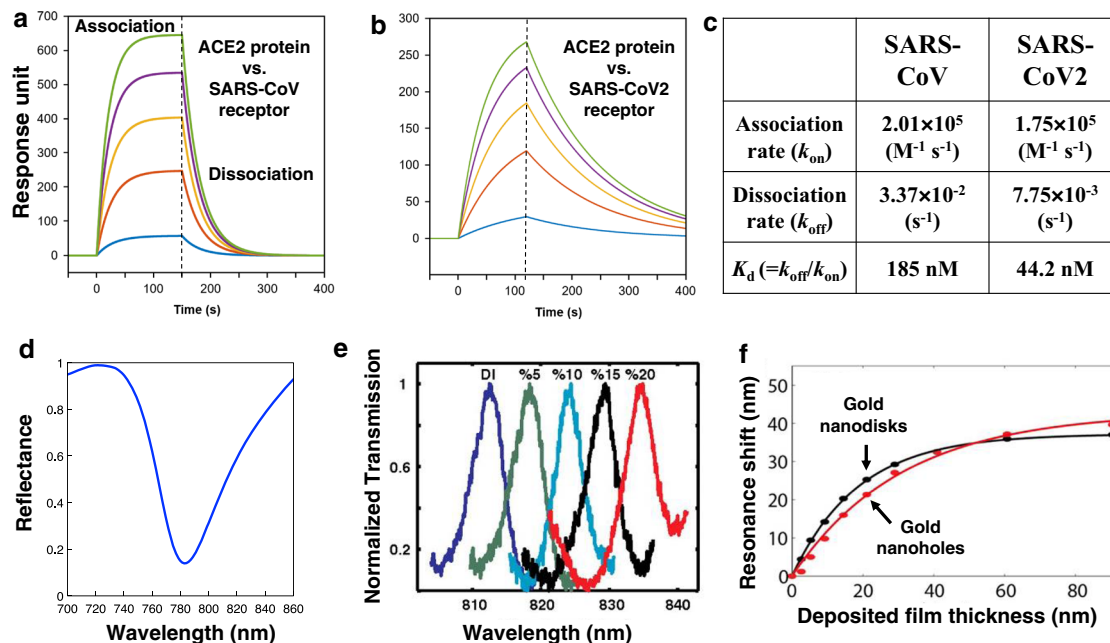 a
Association
ACE2 protein
vs.
SARS-CoV
receptor
Dissociation
Response unit
700
600
500
400
300
200
100
0
0 100 200 300 400
Time (s)
b
ACE2 protein
vs.
SARS-CoV2
receptor
300
250
200
150
100
50
0
0 100 200 300 400
Time (s)
c
SARS-CoV SARS-CoV2
Association rate (kon) 2.01×10⁵ (M⁻¹ s⁻¹) 1.75×10⁵ (M⁻¹ s⁻¹)
Dissociation rate (koff) 3.37×10⁻² (s⁻¹) 7.75×10⁻³ (s⁻¹)
Kd (=koff/kon) 185 nM 44.2 nM
d
Reflectance
1
0.8
0.6
0.4
0.2
0
700 720 740 760 780 800 820 840 860
Wavelength (nm)
e
Normalized Transmission
DI %5 %10 %15 %20
1
0.6
0.2
810 820 830 840
Wavelength (nm)
f
Resonance shift (nm)
50
40
30
20
10
0
Gold
nanodisks
Gold
nanoholes
0 20 40 60 80
Deposited film thickness (nm)